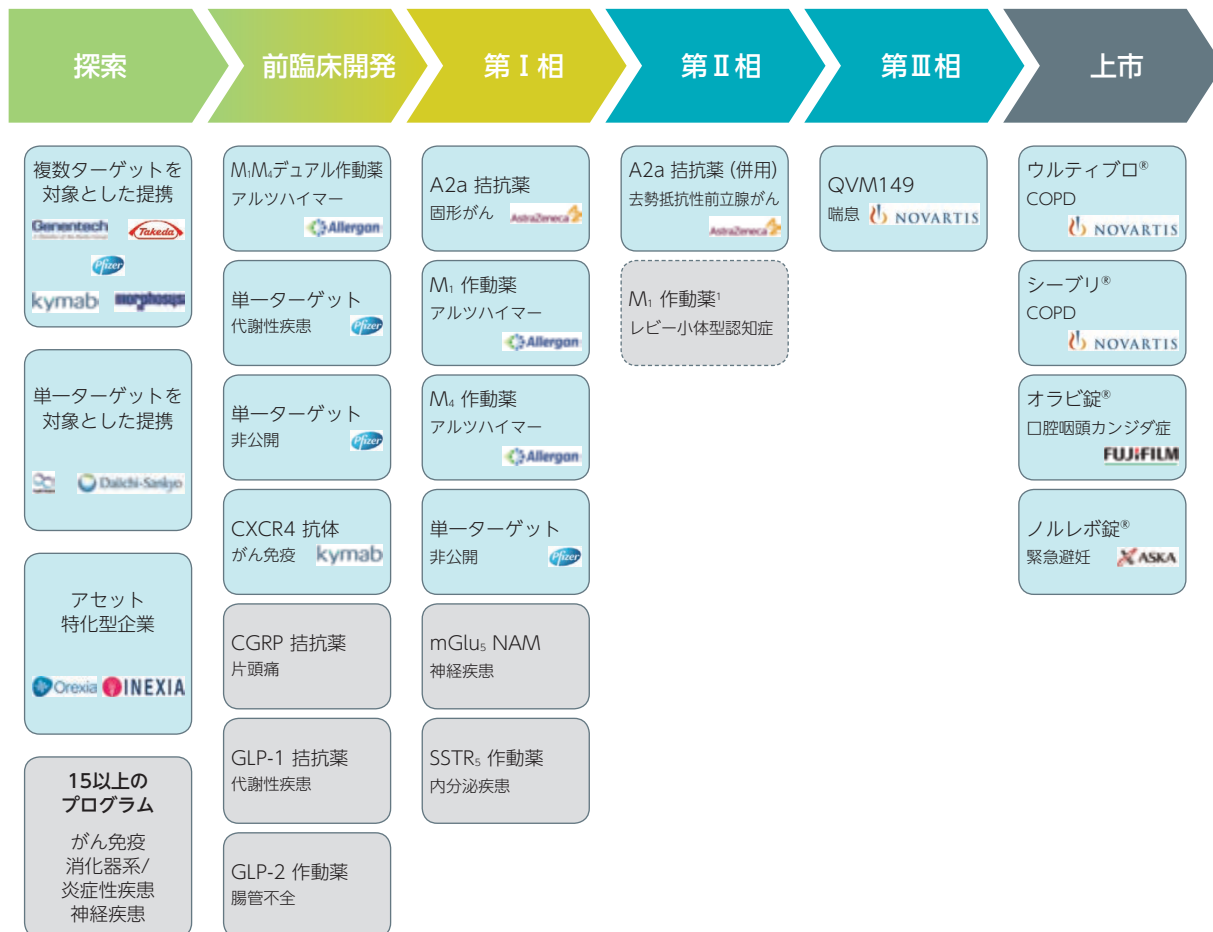 探索
前臨床開発
第Ⅰ相
第Ⅱ相
第Ⅲ相
上市
複数ターゲットを
対象とした提携
Genentech
Takeda
Pfizer
kymab
morphosys
単一ターゲットを
対象とした提携
Daiichi-Sankyo
アセット
特化型企業
Orexia
INEXIA
15以上の
プログラム
がん免疫
消化器系/
炎症性疾患
神経疾患
M₁M₄デュアル作動薬
アルツハイマー
Allergan
単一ターゲット
代謝性疾患
Pfizer
単一ターゲット
非公開
Pfizer
CXCR4 抗体
がん免疫 kymab
CGRP 拮抗薬
片頭痛
GLP-1 拮抗薬
代謝性疾患
GLP-2 作動薬
腸管不全
A2a 拮抗薬
固形がん AstraZeneca
M₁ 作動薬
アルツハイマー
Allergan
M₄ 作動薬
アルツハイマー
Allergan
単一ターゲット
非公開 Pfizer
mGlu₅ NAM
神経疾患
SSTR₅ 作動薬
内分泌疾患
A2a 拮抗薬 (併用)
去勢抵抗性前立腺がん
AstraZeneca
M₁ 作動薬¹
レビー小体型認知症
QVM149
喘息 NOVARTIS
ウルティブロ®
COPD
NOVARTIS
シーブリ®
COPD
NOVARTIS
オラビ錠®
口腔咽頭カンジダ症
FUJIFILM
ノルレボ錠®
緊急避妊 ASKA